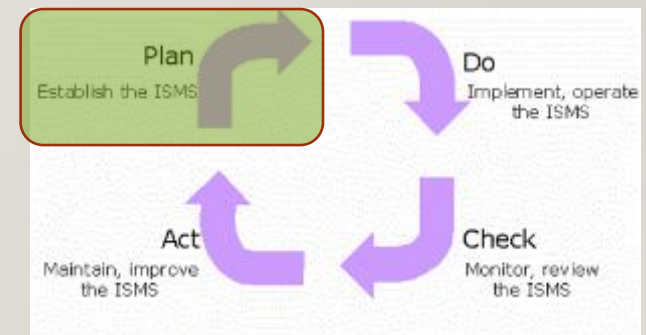 Plan
Establish the ISMS
Do
Implement, operate
the ISMS
Check
Monitor, review
the ISMS
Act
Maintain, improve
the ISMS